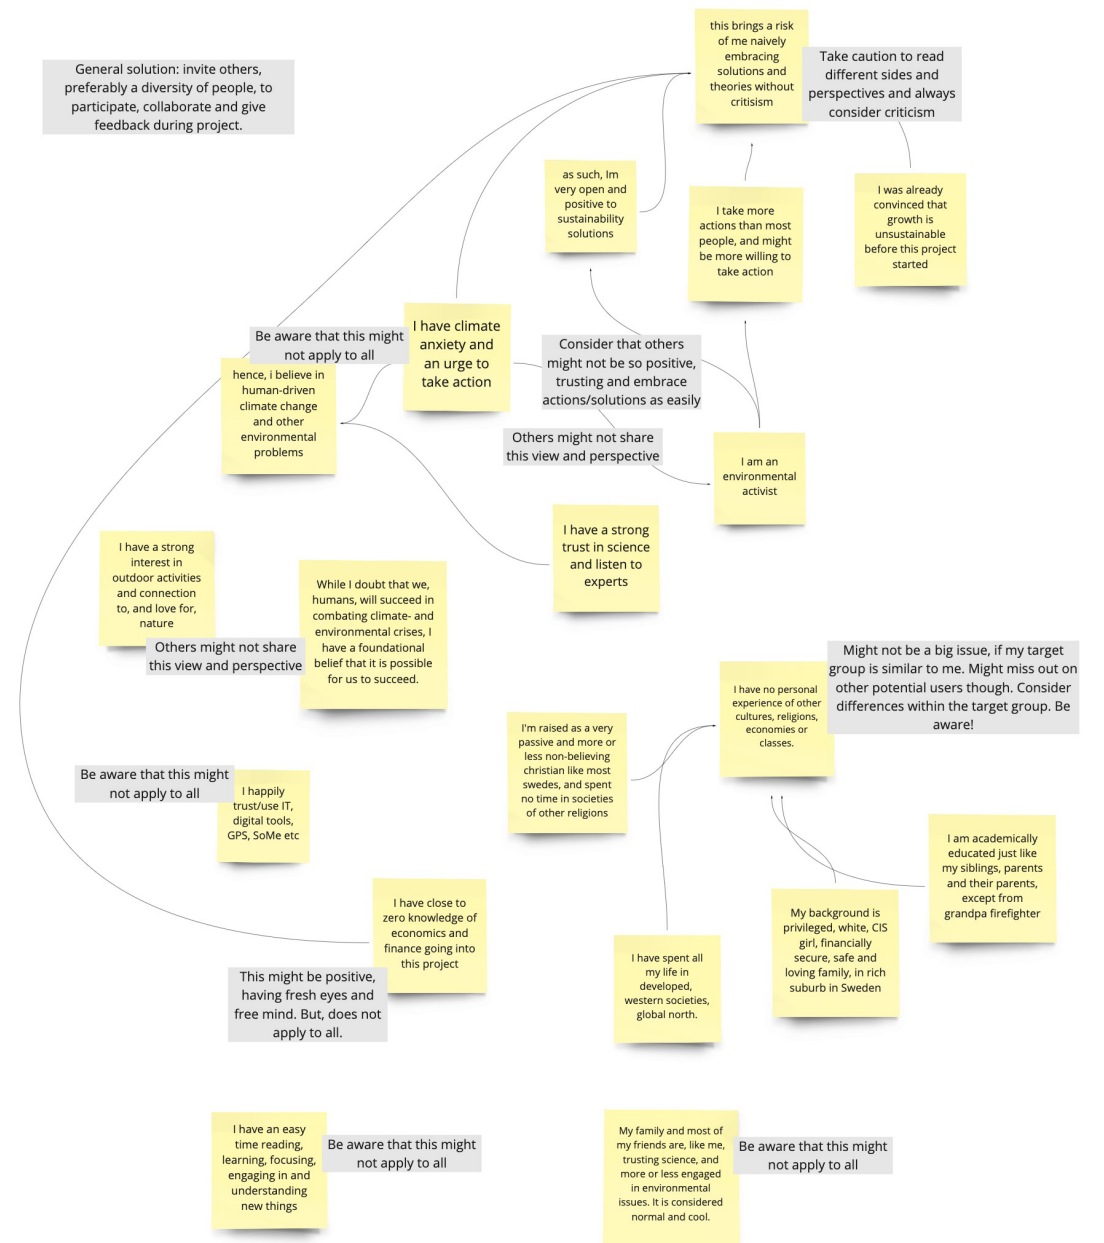 this brings a risk
of me naively
embracing
solutions and
theories without
critisism
Take caution to read
different sides and
perspectives and always
consider criticism
General solution: invite others,
preferably a diversity of people, to
participate, collaborate and give
feedback during project.
as such, Im
very open and
positive to
sustainability
solutions
I take more
actions than most
people, and might
be more willing to
take action
I was already
convinced that
growth is
unsustainable
before this project
started
I have climate
anxiety and
an urge to
take action
Be aware that this might
not apply to all
hence, i believe in
human-driven
climate change
and other
environmental
problems
Consider that others
might not be so positive,
trusting and embrace
actions/solutions as easily
Others might not share
this view and perspective
I am an
environmental
activist
I have a strong
trust in science
and listen to
experts
I have a strong
interest in
outdoor activities
and connection
to, and love for,
nature
Others might not share
this view and perspective
While I doubt that we,
humans, will succeed in
combating climate- and
environmental crises, I
have a foundational
belief that it is possible
for us to succeed.
Might not be a big issue, if my target
group is similar to me. Might miss out on
other potential users though. Consider
differences within the target group. Be
aware!
I have no personal
experience of other
cultures, religions,
economies or
classes.
I'm raised as a very
passive and more or
less non-believing
christian like most
swedes, and spent
no time in societies
of other religions
Be aware that this might
not apply to all
I happily
trust/use IT,
digital tools,
GPS, SoMe etc
I am academically
educated just like
my siblings, parents
and their parents,
except from
grandpa firefighter
I have close to
zero knowledge of
economics and
finance going into
this project
My background is
privileged, white, CIS
girl, financially
secure, safe and
loving family, in rich
suburb in Sweden
I have spent all
my life in
developed,
western societies,
global north.
This might be positive,
having fresh eyes and
free mind. But, does not
apply to all.
I have an easy
time reading,
learning, focusing,
engaging in and
understanding
new things
Be aware that this might
not apply to all
My family and most of
my friends are, like me,
trusting science, and
more or less engaged
in environmental
issues. It is considered
normal and cool.
Be aware that this might
not apply to all